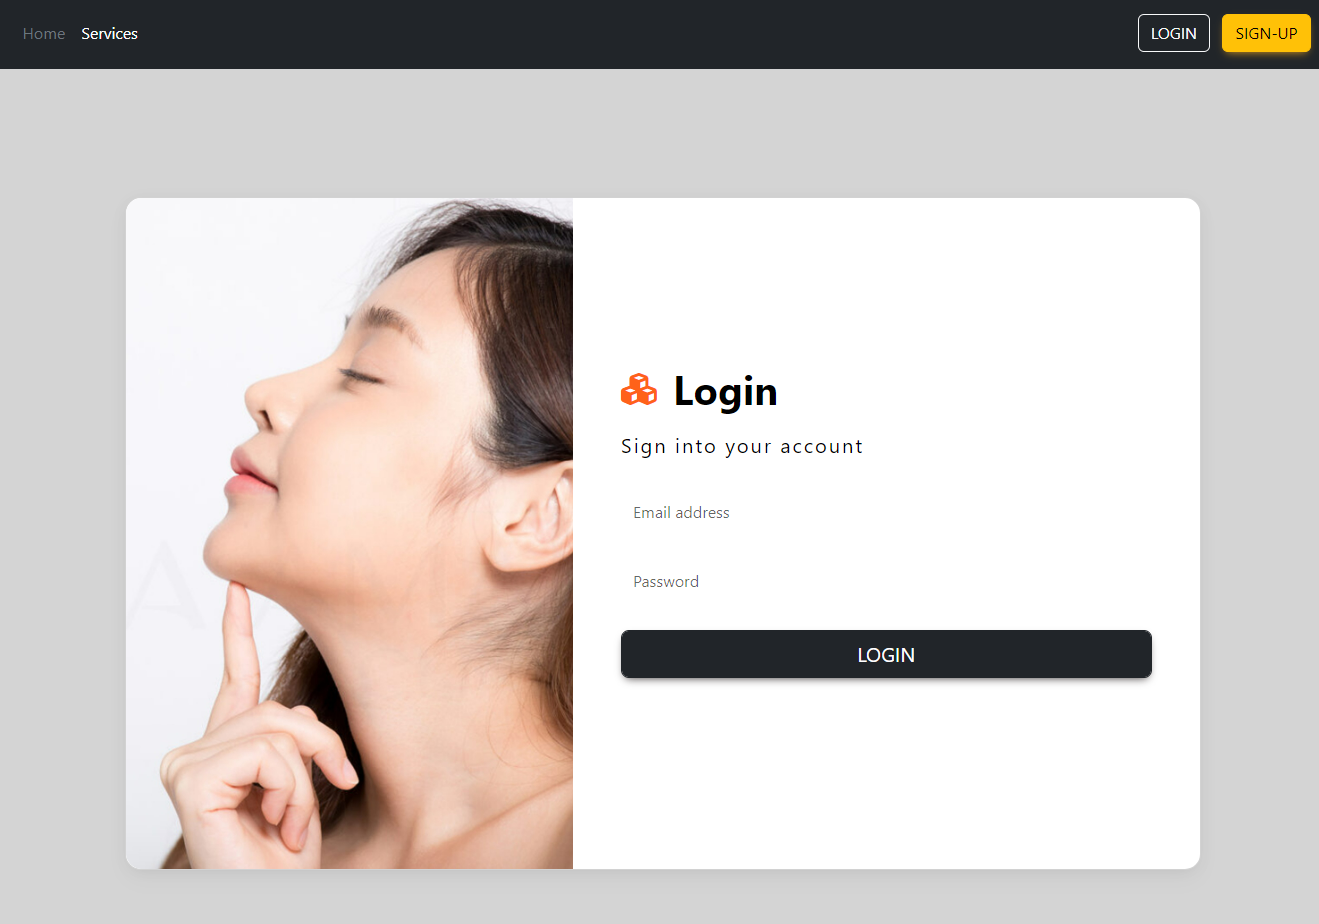 Home Services LOGIN SIGN-UP
Login
Sign into your account
Email address
Password
LOGIN